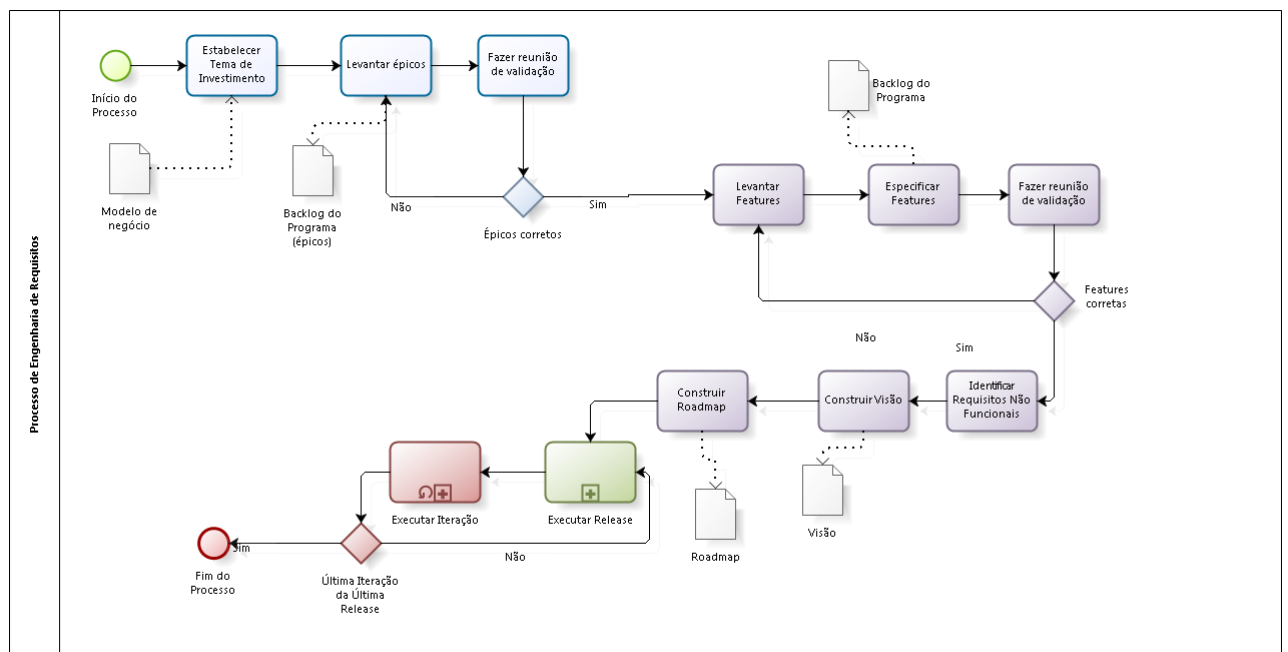 Processo de Engenharia de Requisitos
Início do
Processo
Estabelecer
Tema de
Investimento
Levantar épicos
Fazer reunião
de validação
Modelo de
negócio
Backlog do
Programa
(épicos)
Não
Épicos corretos
Sim
Backlog do
Programa
Levantar
Features
Especificar
Features
Fazer reunião
de validação
Features
corretas
Não
Sim
Identificar
Requisitos Não
Funcionais
Construir Visão
Construir
Roadmap
Visão
Roadmap
Executar Release
Executar Iteração
Não
Última Iteração
da Última
Release
Sim
Fim do
Processo